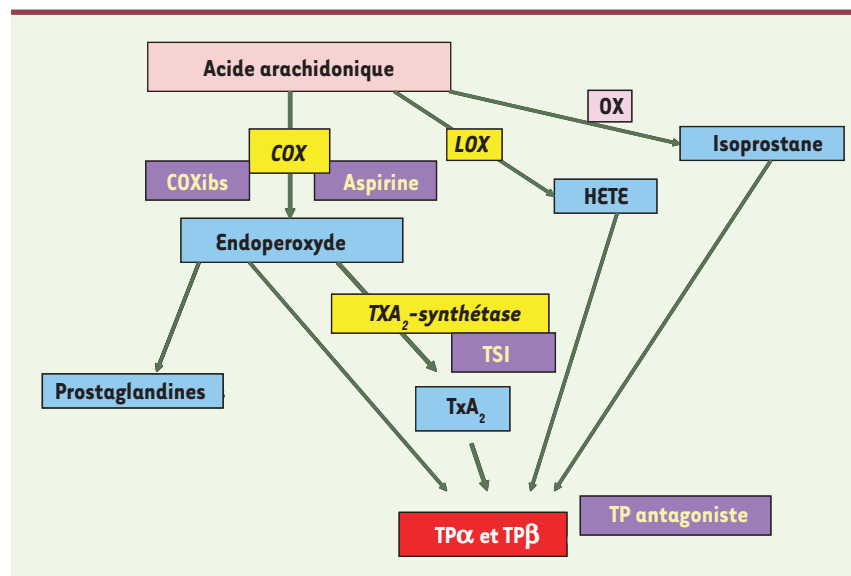 Acide arachidonique
OX
COX
LOX
Isoprostane
COXibs
Aspirine
HETE
Endoperoxyde
TXA₂-synthétase
TSI
Prostaglandines
TxA₂
TP antagoniste
TPα et TPβ